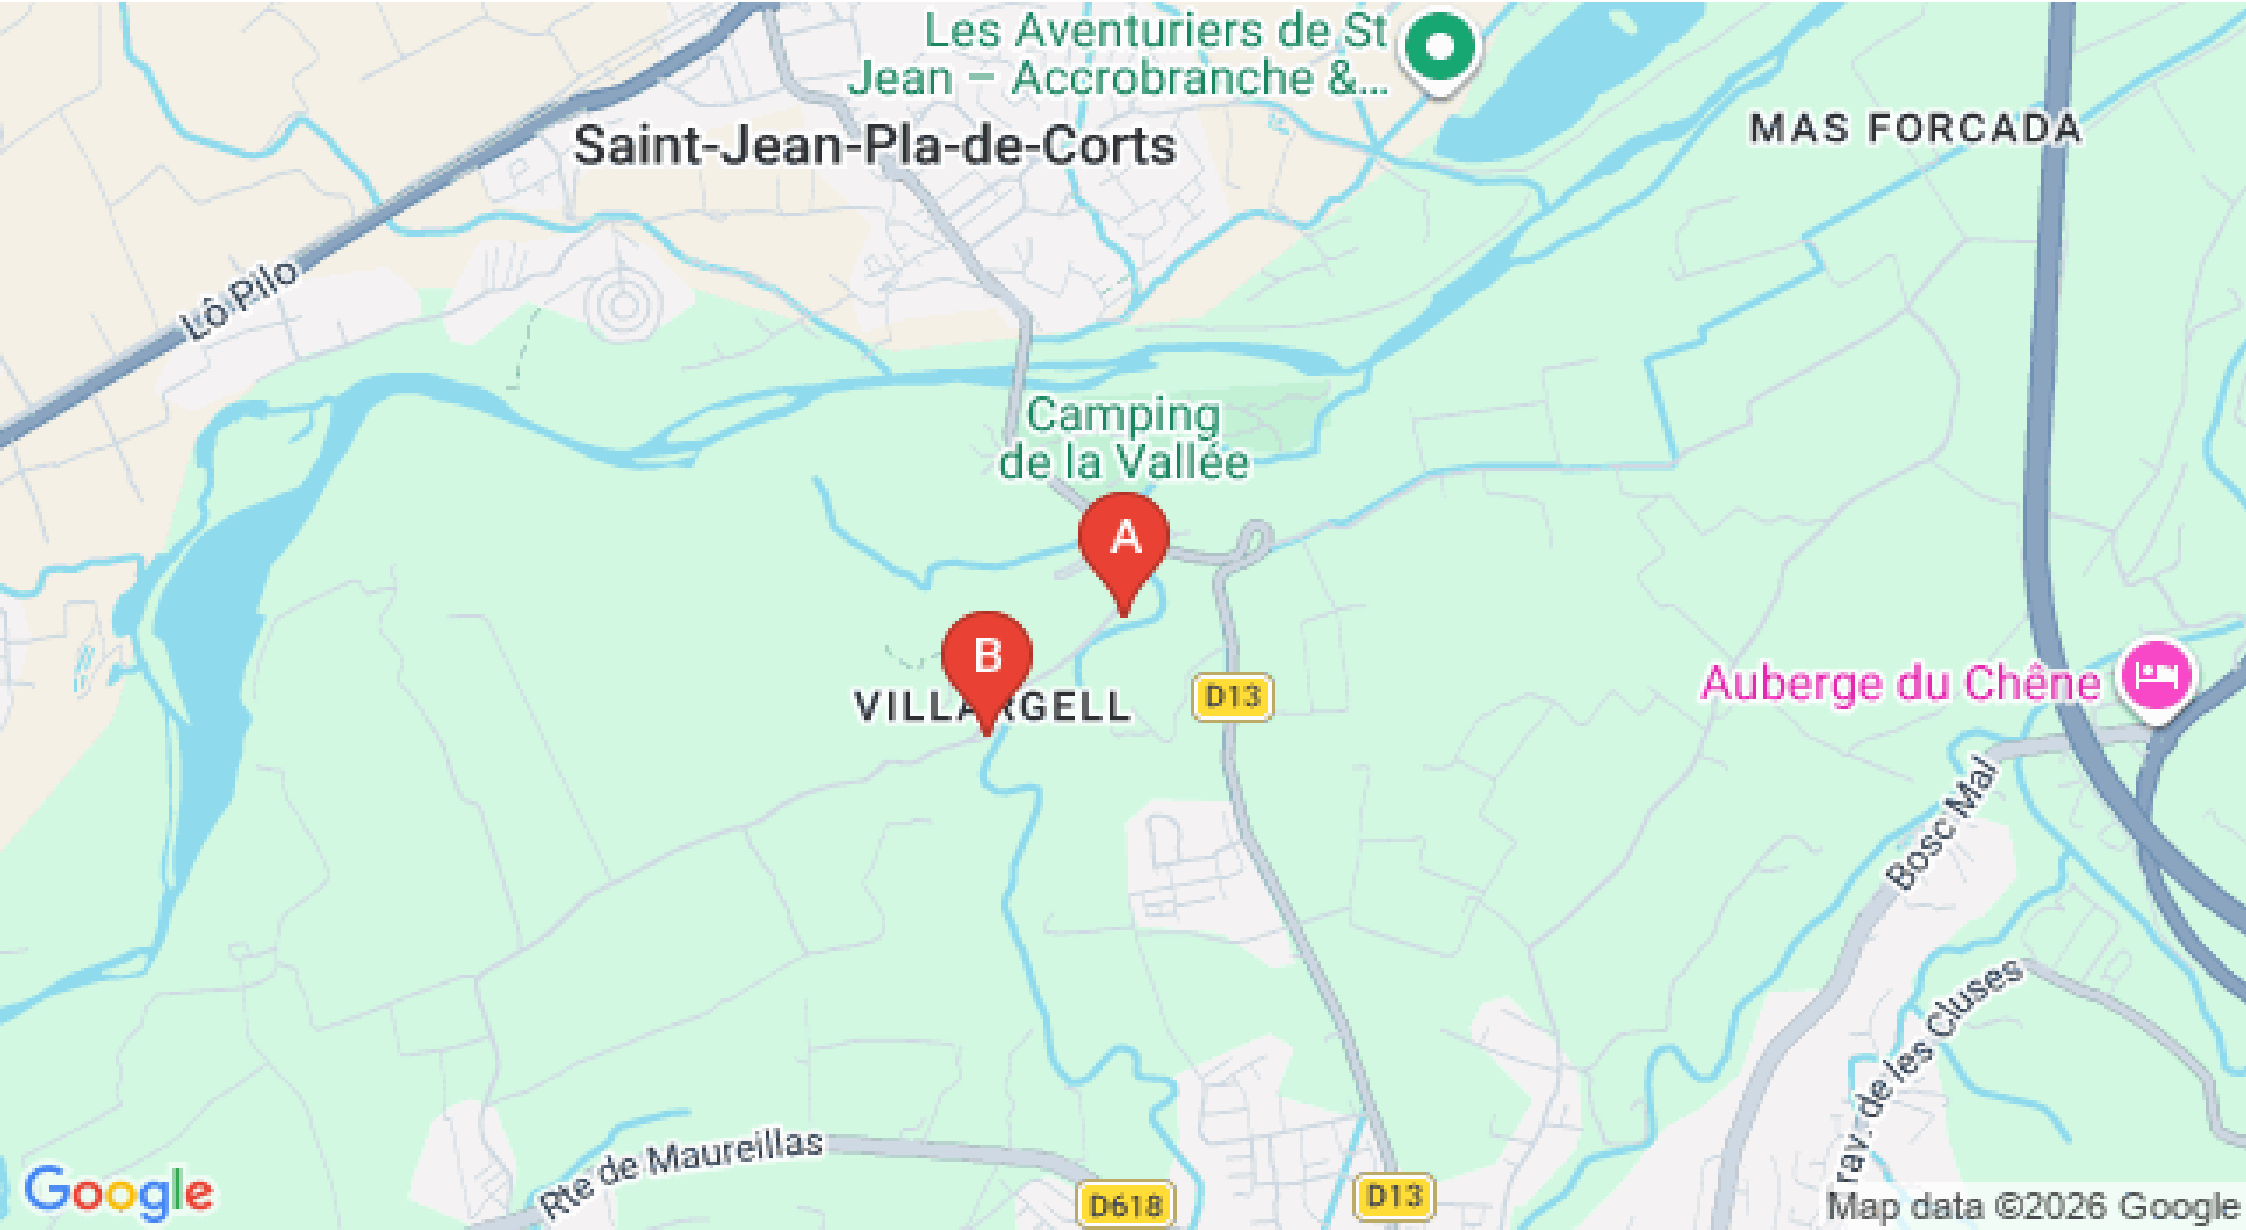 Les Aventuriers de St
Jean – Accrobranche &...
MAS FORCADA
Saint-Jean-Pla-de-Corts
Lô Pilo
Camping
de la Vallée
A
B
VILLARGELL
D13
Auberge du Chêne
Bosc Mal
rav. de les Cluses
Rte de Maureillas
D618
D13
Google
Map data ©2026 Google